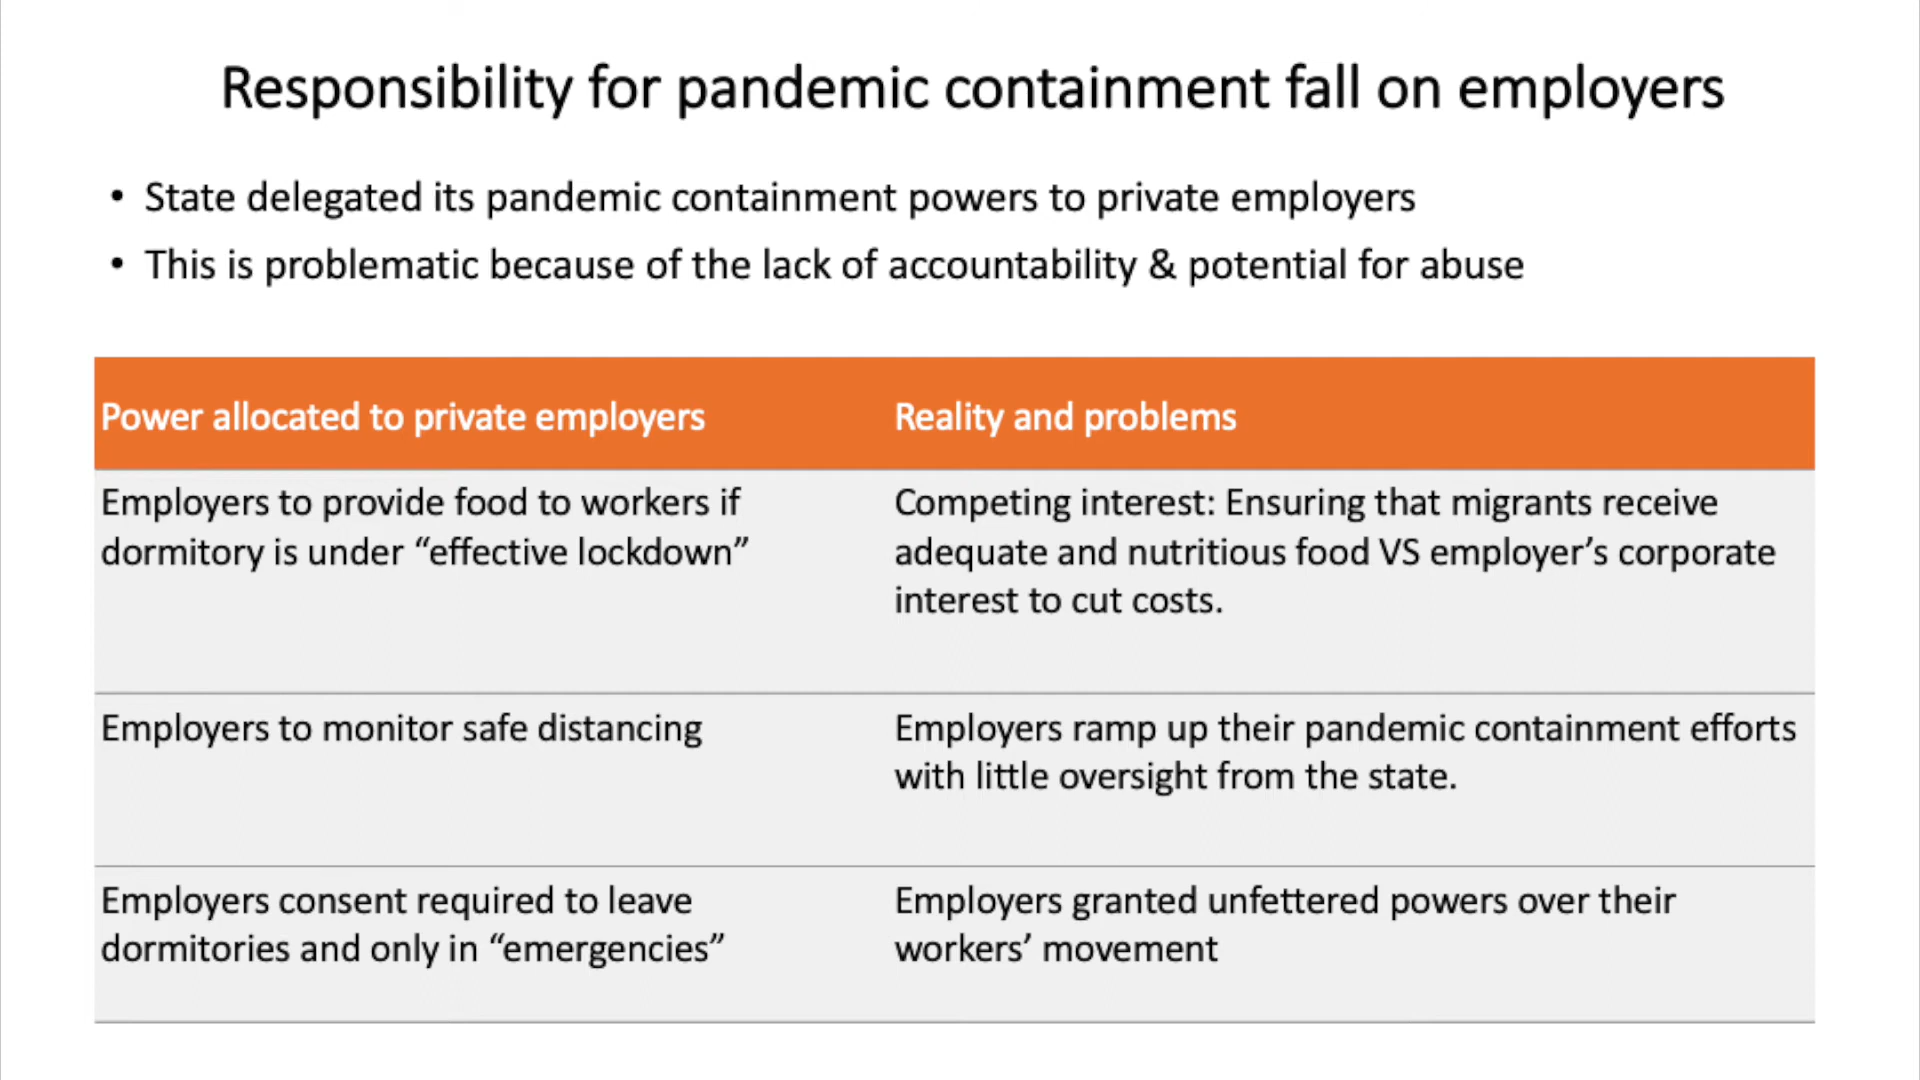 Responsibility for pandemic containment fall on employers
• State delegated its pandemic containment powers to private employers
• This is problematic because of the lack of accountability & potential for abuse
Power allocated to private employers
Reality and problems
Employers to provide food to workers if
dormitory is under “effective lockdown”
Competing interest: Ensuring that migrants receive
adequate and nutritious food VS employer’s corporate
interest to cut costs.
Employers to monitor safe distancing
Employers ramp up their pandemic containment efforts
with little oversight from the state.
Employers consent required to leave
dormitories and only in “emergencies”
Employers granted unfettered powers over their
workers’ movement